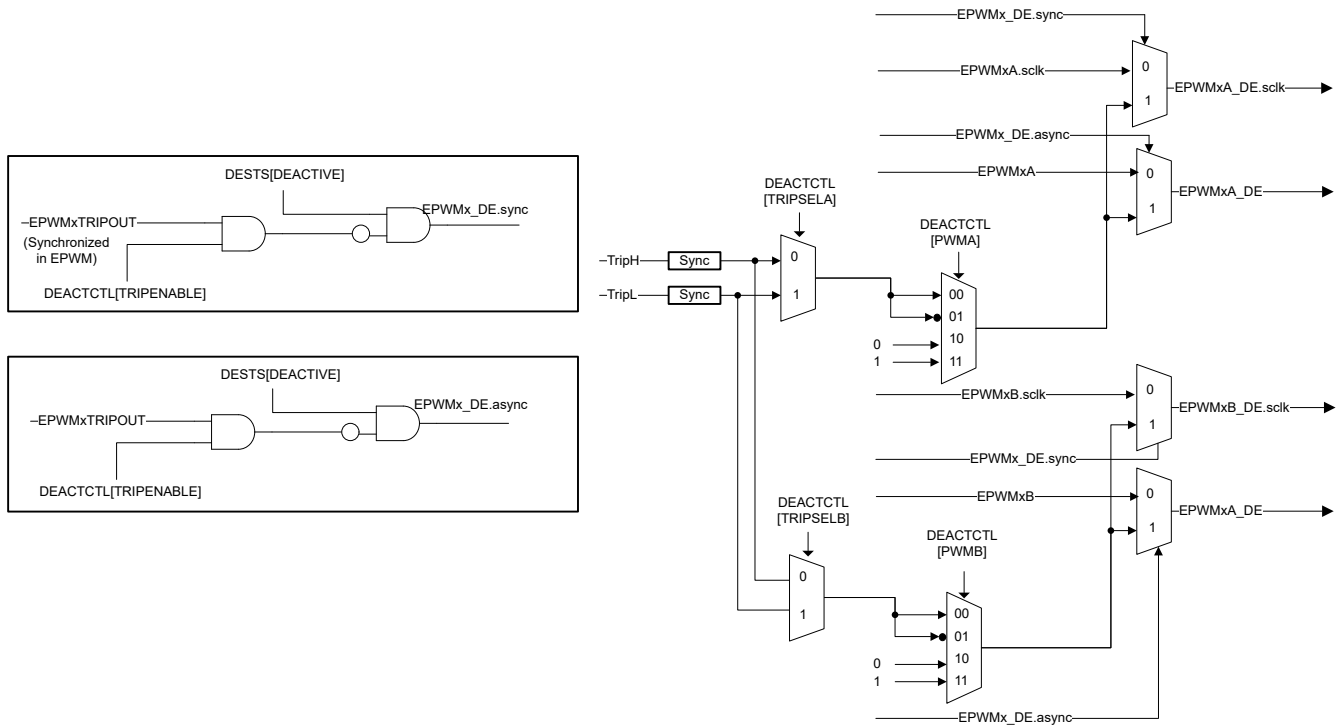 DESTS[DEACTIVE]
EPWMxTRIPOUT
(Synchronized
in EPWM)
EPWMx_DE.sync
DEACTCTL[TRIPENABLE]
DESTS[DEACTIVE]
EPWMxTRIPOUT
EPWMx_DE.async
DEACTCTL[TRIPENABLE]
TripH
Sync
TripL
Sync
DEACTCTL
[TRIPSELA]
0
1
DEACTCTL
[PWMA]
00
01
10
11
0
1
EPWMx_DE.sync
EPWMxA.sclk
0
1
EPWMxA_DE.sclk
EPWMx_DE.async
EPWMxA
0
1
EPWMxA_DE
DEACTCTL
[TRIPSELB]
0
1
DEACTCTL
[PWMB]
00
01
10
11
0
1
EPWMxB.sclk
0
1
EPWMxB_DE.sclk
EPWMx_DE.sync
EPWMxB
0
1
EPWMxA_DE
EPWMx_DE.async